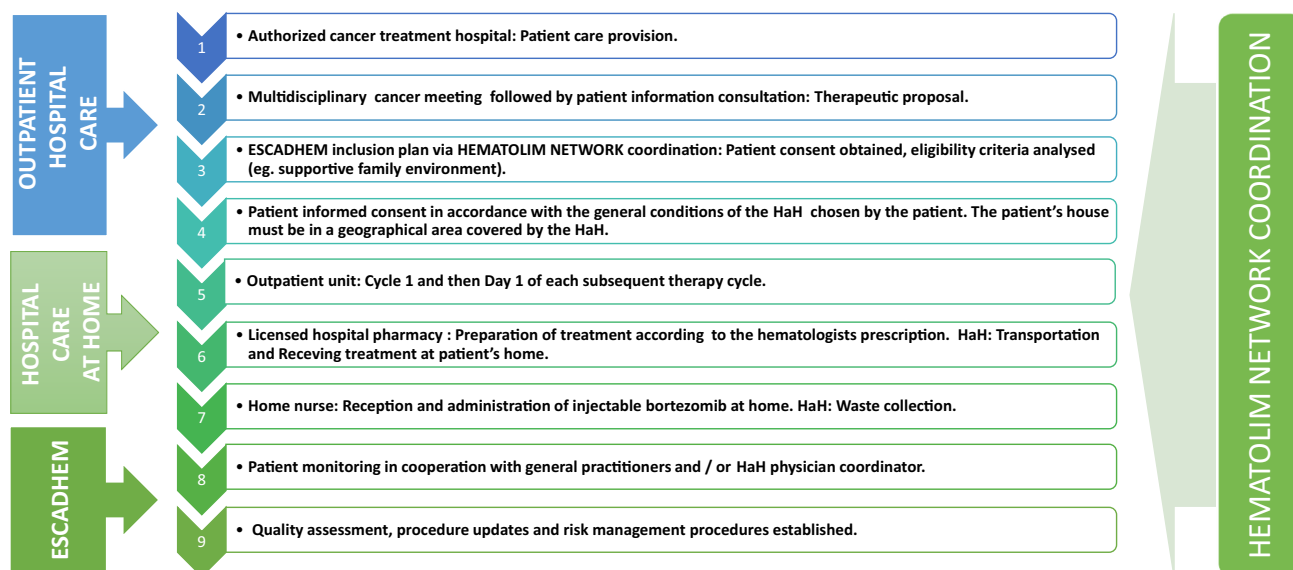 OUTPATIENT
HOSPITAL
CARE
HOSPITAL
CARE
AT HOME
ESCADHEM
1
• Authorized cancer treatment hospital: Patient care provision.
2
• Multidisciplinary cancer meeting followed by patient information consultation: Therapeutic proposal.
3
• ESCADHEM inclusion plan via HEMATOLIM NETWORK coordination: Patient consent obtained, eligibility criteria analysed
(eg. supportive family environment).
4
• Patient informed consent in accordance with the general conditions of the HaH chosen by the patient. The patient's house
must be in a geographical area covered by the HaH.
5
• Outpatient unit: Cycle 1 and then Day 1 of each subsequent therapy cycle.
6
• Licensed hospital pharmacy : Preparation of treatment according to the hematologists prescription. HaH: Transportation
and Receving treatment at patient's home.
7
• Home nurse: Reception and administration of injectable bortezomib at home. HaH: Waste collection.
8
• Patient monitoring in cooperation with general practitioners and / or HaH physician coordinator.
9
• Quality assessment, procedure updates and risk management procedures established.
HEMATOLIM NETWORK COORDINATION